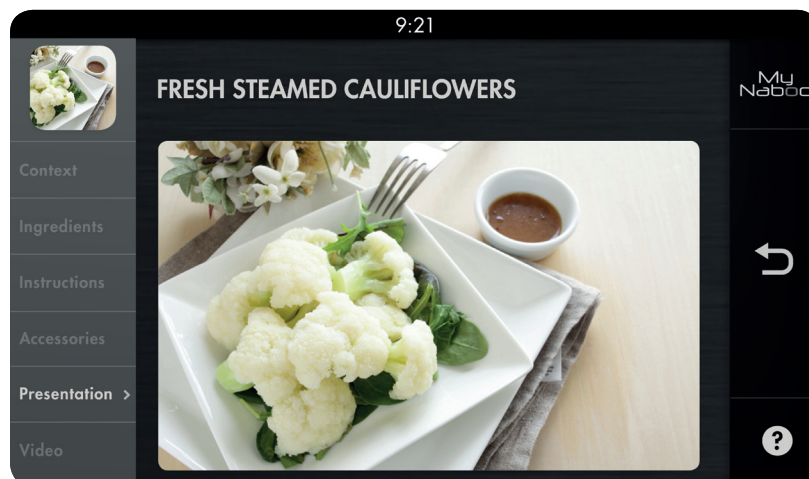 9:21
FRESH STEAMED CAULIFLOWERS
Context
Ingredients
Instructions
Accessories
Presentation >
Video
My
Naboo
?